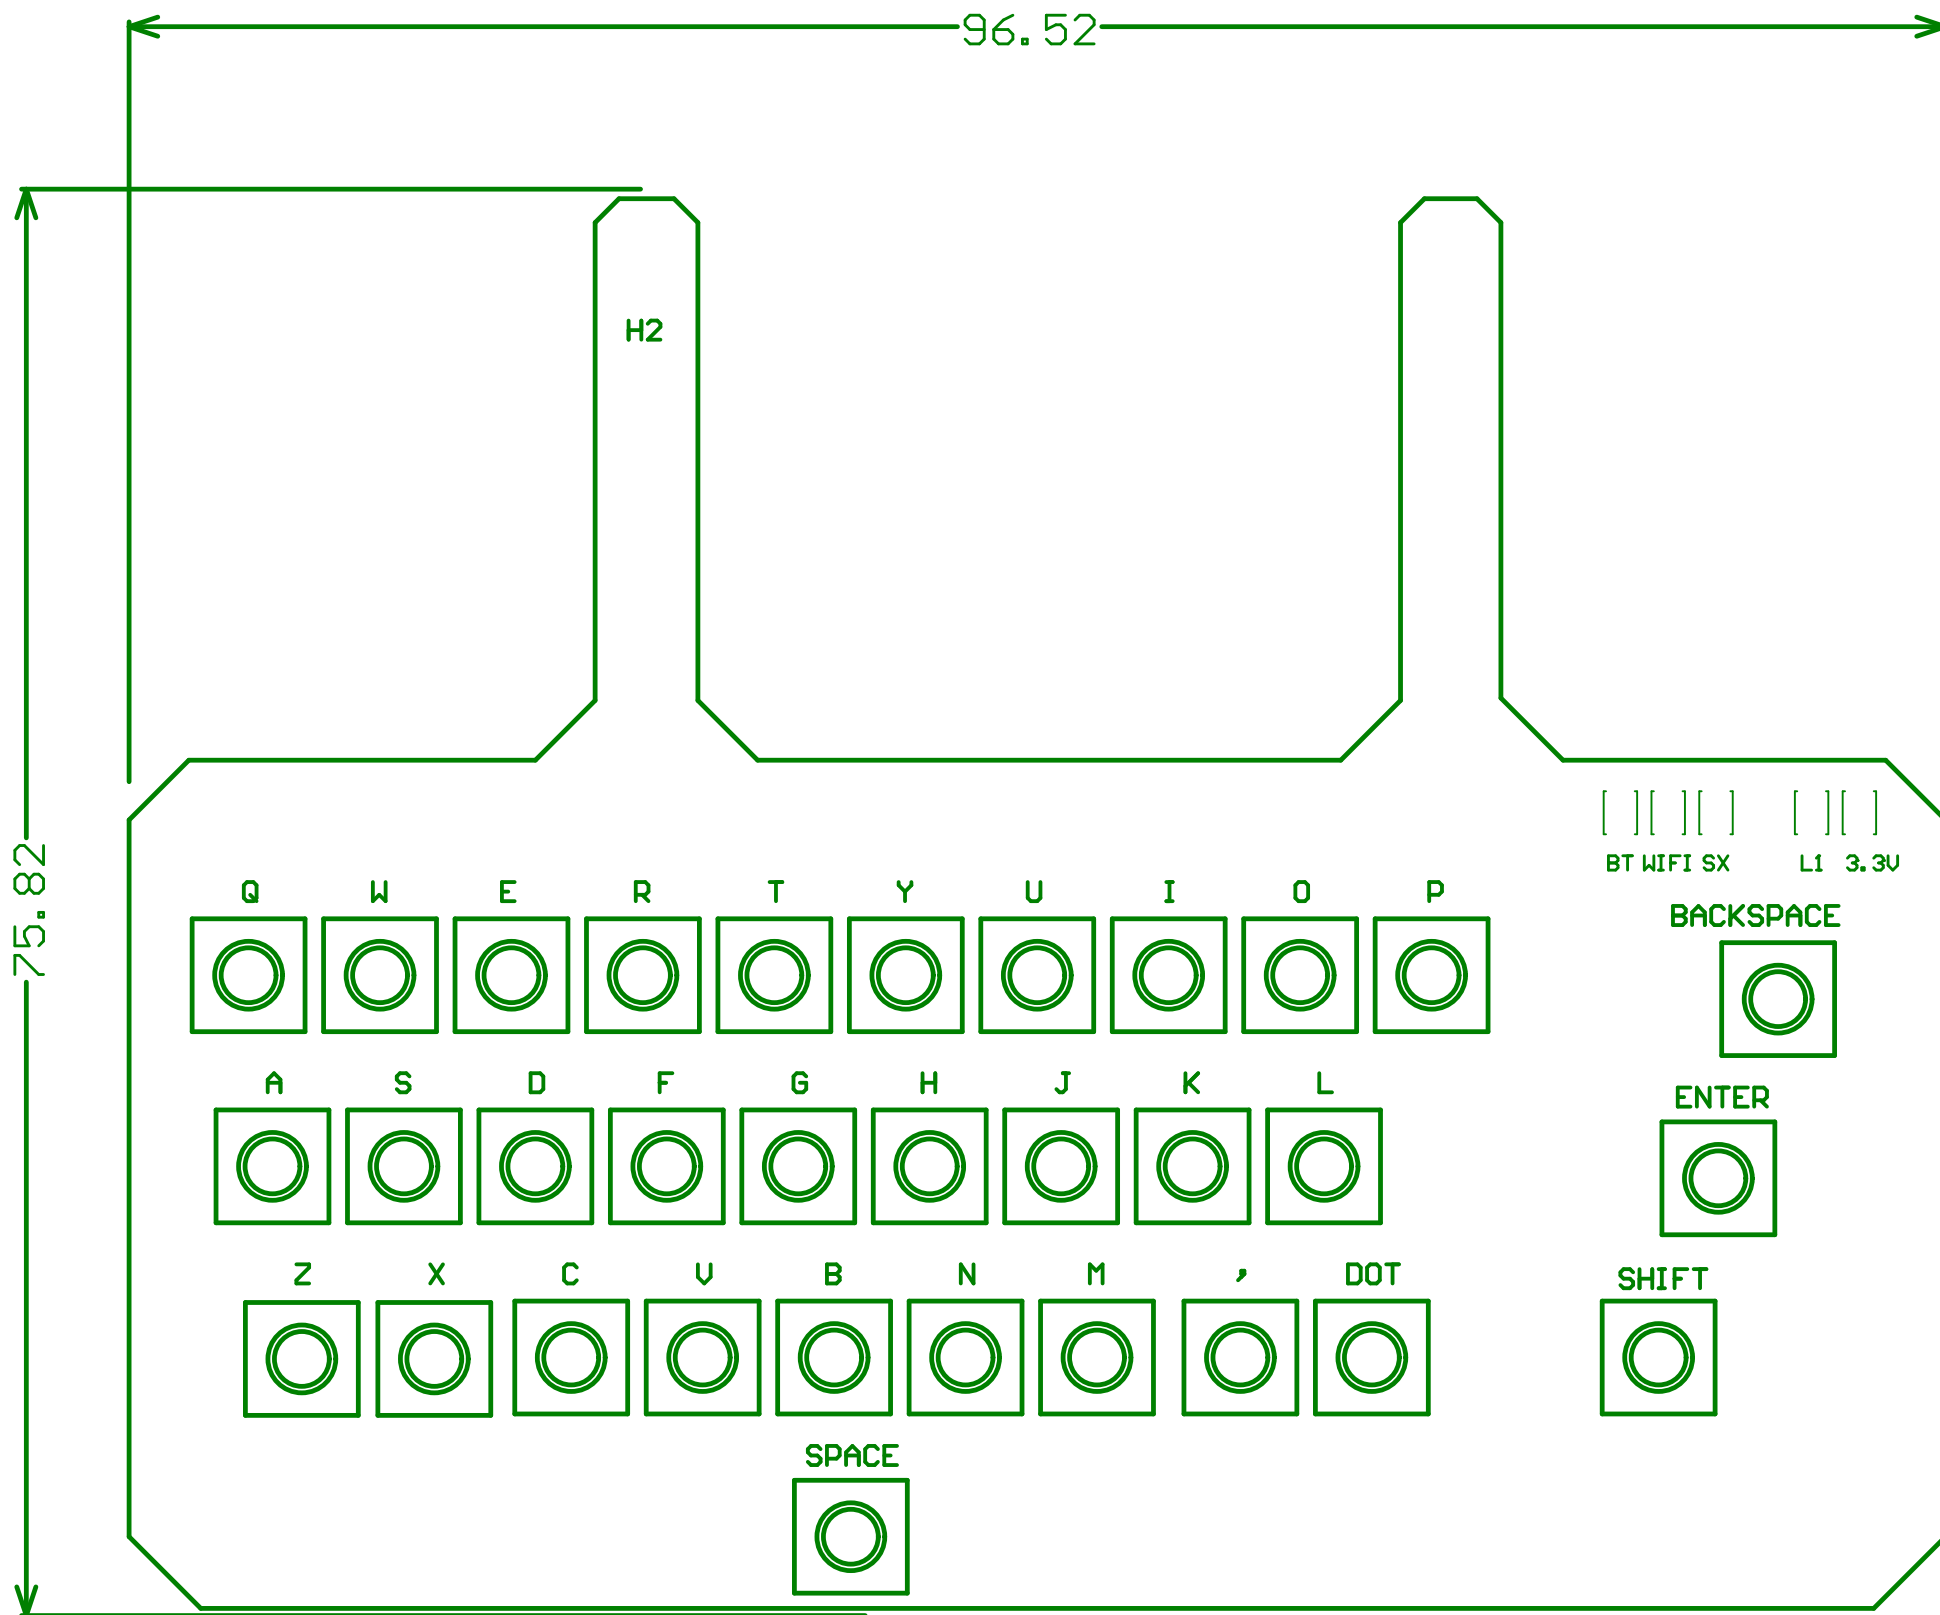 96.52
H2
75.82
BT WIFI SX L1 3.3V
Q W E R T Y U I O P
BACKSPACE
A S D F G H J K L
ENTER
Z X C V B N M , DOT
SHIFT
SPACE